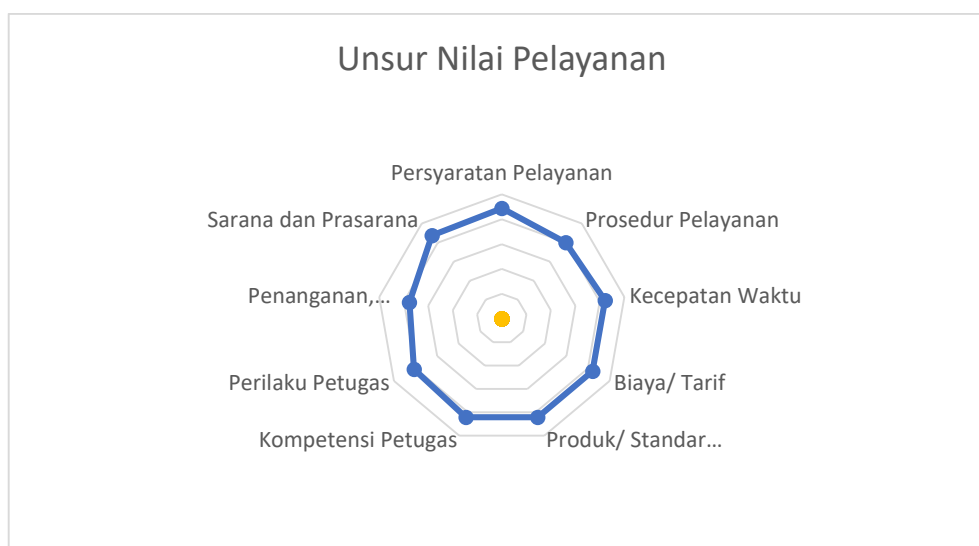 Unsur Nilai Pelayanan
Persyaratan Pelayanan
Sarana dan Prasarana
Prosedur Pelayanan
Penanganan,...
Kecepatan Waktu
Perilaku Petugas
Biaya/ Tarif
Kompetensi Petugas
Produk/ Standar...